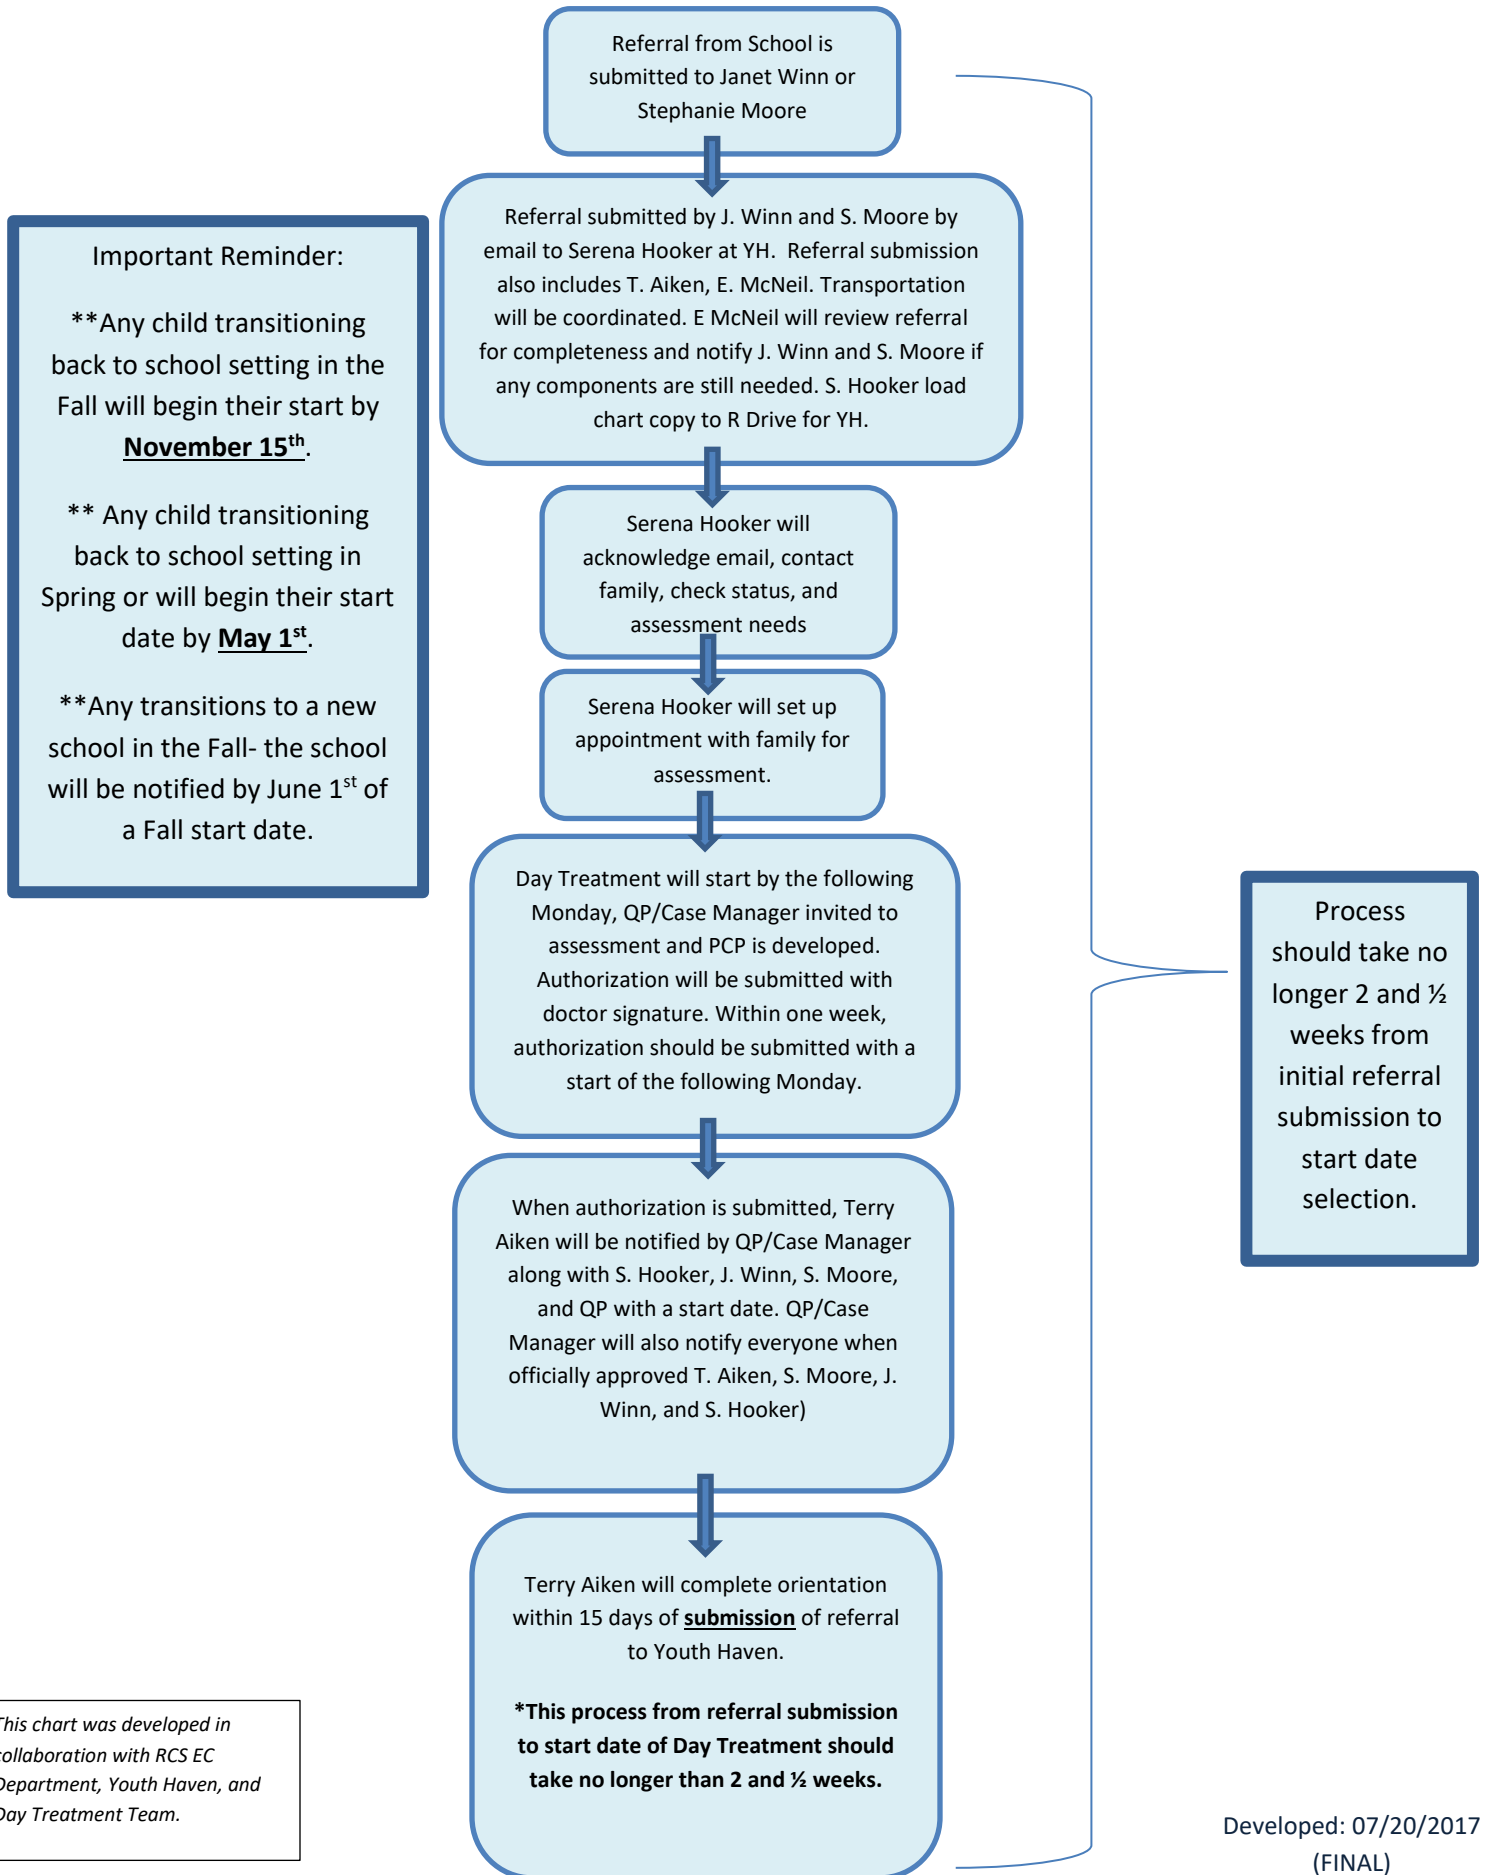 Referral from School is
submitted to Janet Winn or
Stephanie Moore
Referral submitted by J. Winn and S. Moore by
email to Serena Hooker at YH.  Referral submission
also includes T. Aiken, E. McNeil. Transportation
will be coordinated. E McNeil will review referral
for completeness and notify J. Winn and S. Moore if
any components are still needed. S. Hooker load
chart copy to R Drive for YH.
Important Reminder:
**Any child transitioning
back to school setting in the
Fall will begin their start by
November 15th.
** Any child transitioning
back to school setting in
Spring or will begin their start
date by May 1st.
**Any transitions to a new
school in the Fall- the school
will be notified by June 1st of
a Fall start date.
Serena Hooker will
acknowledge email, contact
family, check status, and
assessment needs
Serena Hooker will set up
appointment with family for
assessment.
Day Treatment will start by the following
Monday, QP/Case Manager invited to
assessment and PCP is developed.
Authorization will be submitted with
doctor signature. Within one week,
authorization should be submitted with a
start of the following Monday.
Process
should take no
longer 2 and ½
weeks from
initial referral
submission to
start date
selection.
When authorization is submitted, Terry
Aiken will be notified by QP/Case Manager
along with S. Hooker, J. Winn, S. Moore,
and QP with a start date. QP/Case
Manager will also notify everyone when
officially approved T. Aiken, S. Moore, J.
Winn, and S. Hooker)
Terry Aiken will complete orientation
within 15 days of submission of referral
to Youth Haven.
*This process from referral submission
to start date of Day Treatment should
take no longer than 2 and ½ weeks.
This chart was developed in
collaboration with RCS EC
Department, Youth Haven, and
Day Treatment Team.
Developed: 07/20/2017
(FINAL)